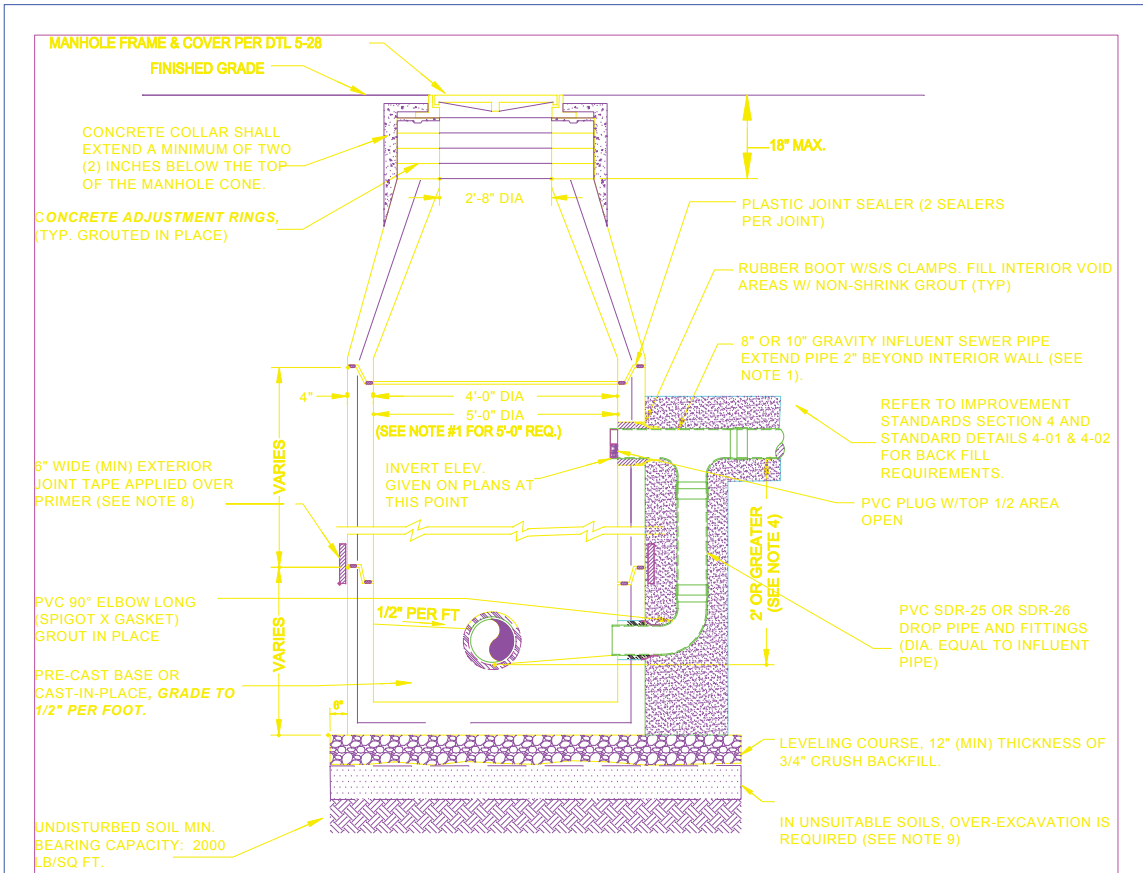 MANHOLE FRAME & COVER PER DTL 5-28
FINISHED GRADE
CONCRETE COLLAR SHALL
EXTEND A MINIMUM OF TWO
(2) INCHES BELOW THE TOP
OF THE MANHOLE CONE.
CONCRETE ADJUSTMENT RINGS,
(TYP. GROUTED IN PLACE)
18" MAX.
2'-8" DIA
PLASTIC JOINT SEALER (2 SEALERS
PER JOINT)
RUBBER BOOT W/S/S CLAMPS. FILL INTERIOR VOID
AREAS W/ NON-SHRINK GROUT (TYP)
8" OR 10" GRAVITY INFLUENT SEWER PIPE
EXTEND PIPE 2" BEYOND INTERIOR WALL (SEE
NOTE 1).
4"
4'-0" DIA
5'-0" DIA
(SEE NOTE #1 FOR 5'-0" REQ.)
REFER TO IMPROVEMENT
STANDARDS SECTION 4 AND
STANDARD DETAILS 4-01 & 4-02
FOR BACK FILL
REQUIREMENTS.
VARIES
6" WIDE (MIN) EXTERIOR
JOINT TAPE APPLIED OVER
PRIMER (SEE NOTE 8)
INVERT ELEV.
GIVEN ON PLANS AT
THIS POINT
PVC PLUG W/TOP 1/2 AREA
OPEN
2' OR GREATER
(SEE NOTE 4)
PVC 90° ELBOW LONG
(SPIGOT X GASKET)
GROUT IN PLACE
1/2" PER FT
VARIES
PVC SDR-25 OR SDR-26
DROP PIPE AND FITTINGS
(DIA. EQUAL TO INFLUENT
PIPE)
PRE-CAST BASE OR
CAST-IN-PLACE, GRADE TO
1/2" PER FOOT.
6"
LEVELING COURSE, 12" (MIN) THICKNESS OF
3/4" CRUSH BACKFILL.
UNDISTURBED SOIL MIN.
BEARING CAPACITY: 2000
LB/SQ FT.
IN UNSUITABLE SOILS, OVER-EXCAVATION IS
REQUIRED (SEE NOTE 9)